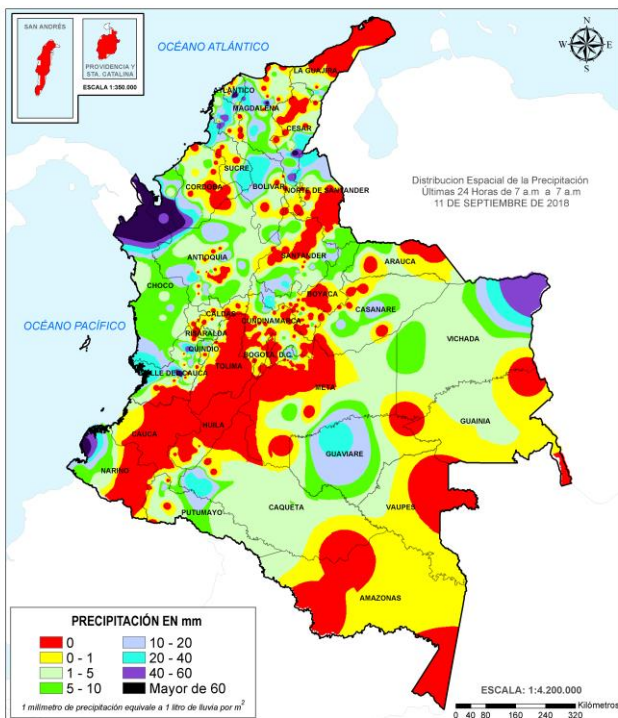 SAN ANDRÉS
PROVIDENCIA Y
STA. CATALINA
ESCALA 1:350.000
OCÉANO ATLÁNTICO
N
W
E
S
LA GUAJIRA
ATLÁNTICO
MAGDALENA
CESAR
SUCRE
CORDOBA
BOLIVAR
NORTE DE SANTANDER
Distribucion Espacial de la Precipitación
Últimas 24 Horas de 7 a.m a 7 a.m
11 DE SEPTIEMBRE DE 2018
ANTIOQUIA
SANTANDER
ARAUCA
CHOCO
BOYACA
CASANARE
OCÉANO PACÍFICO
CALDAS
CUNDINAMARCA
RISARALDA
VICHADA
QUINDIO
BOGOTA, D.C.
VALLE DEL CAUCA
TOLIMA
META
GUAINIA
CAUCA
HUILA
GUAVIARE
NARIÑO
VAUPES
PUTUMAYO
CAQUETA
AMAZONAS
PRECIPITACIÓN EN mm
0
10 - 20
0 - 1
20 - 40
1 - 5
40 - 60
5 - 10
Mayor de 60
1 milimetro de precipitación equivale a 1 litro de lluvia por m²
ESCALA: 1:4.200.000
Kilómetros
0 40 80 160 240 320